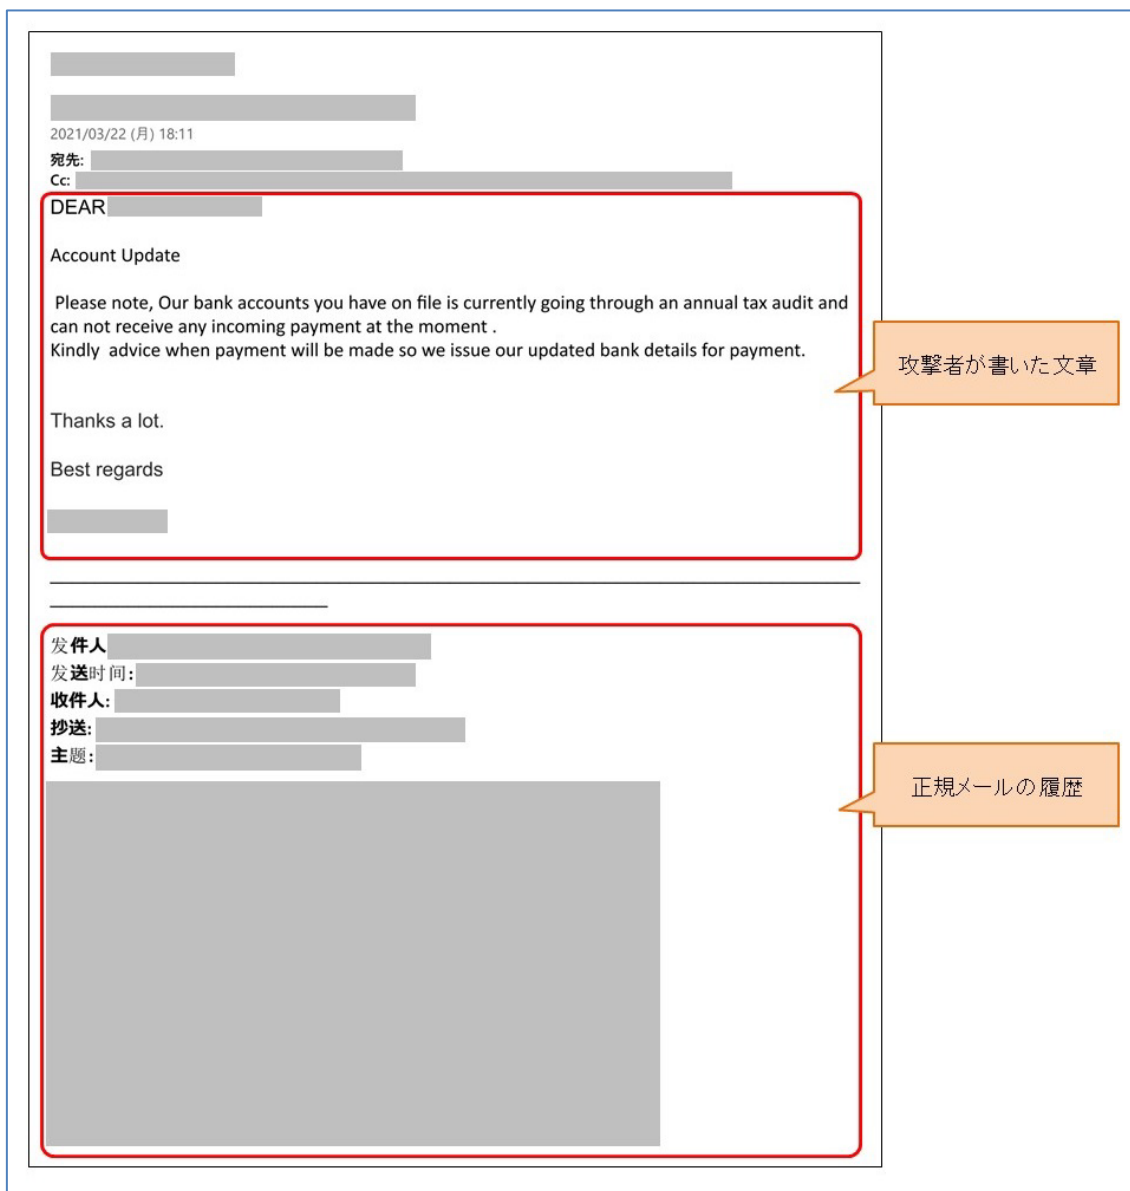 2021/03/22 (月) 18:11
宛先:
Cc:
DEAR
Account Update
Please note, Our bank accounts you have on file is currently going through an annual tax audit and
can not receive any incoming payment at the moment .
Kindly  advice when payment will be made so we issue our updated bank details for payment.
攻撃者が書いた文章
Thanks a lot.
Best regards
发件人
发送时间:
收件人:
抄送:
主题:
正規メールの履歴